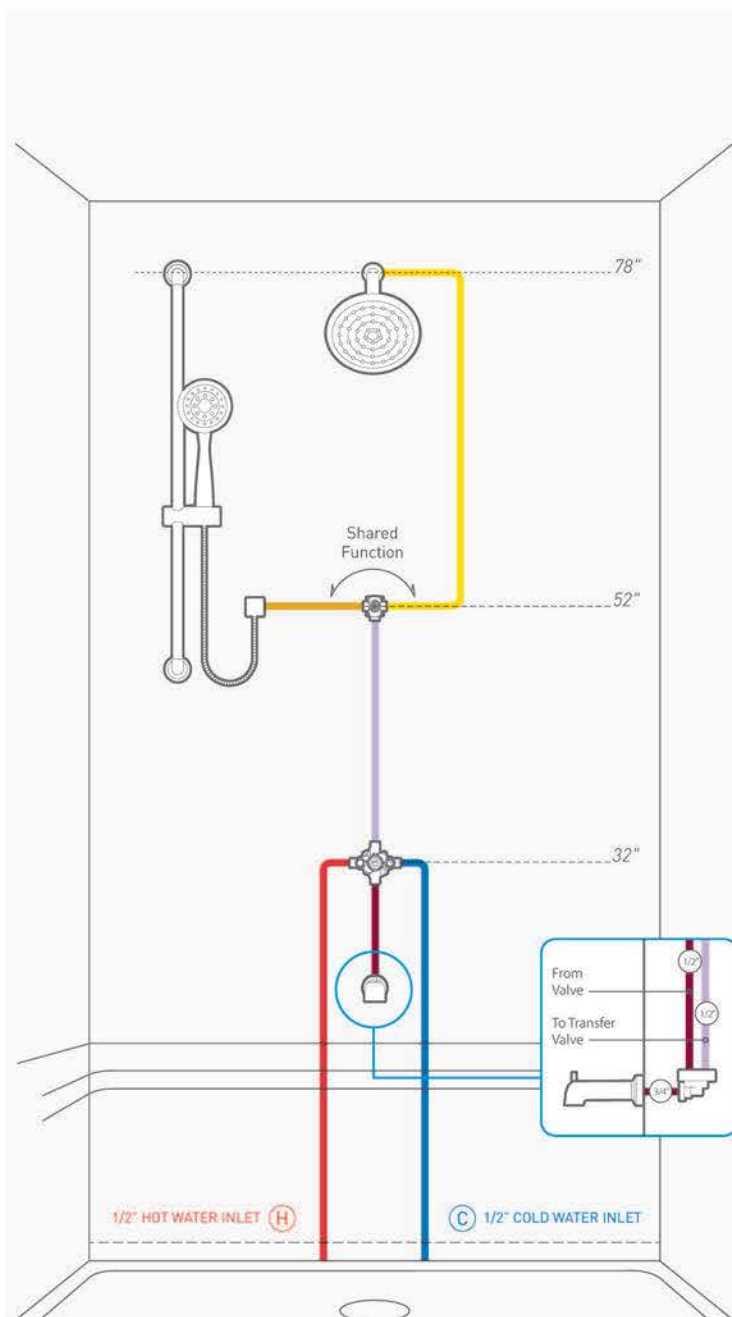 78"
Shared
Function
52"
32"
From
Valve
1/2"
1/2"
To Transfer
Valve
3/4"
1/2" HOT WATER INLET H
C 1/2" COLD WATER INLET